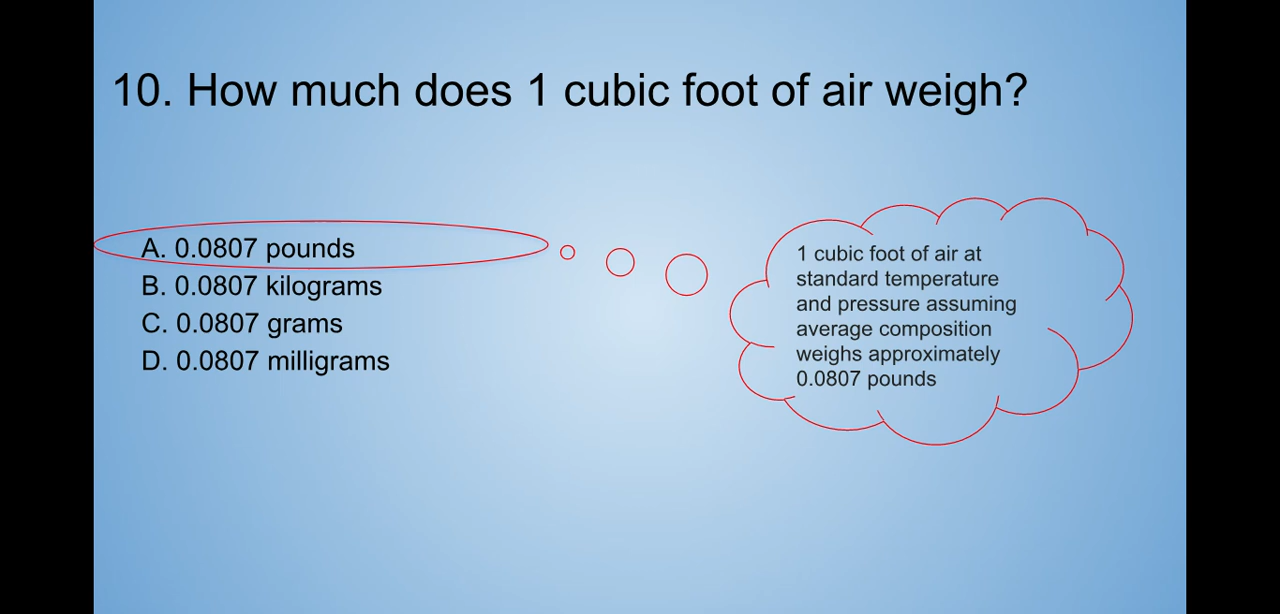 10. How much does 1 cubic foot of air weigh?
A. 0.0807 pounds
B. 0.0807 kilograms
C. 0.0807 grams
D. 0.0807 milligrams
1 cubic foot of air at
standard temperature
and pressure assuming
average composition
weighs approximately
0.0807 pounds